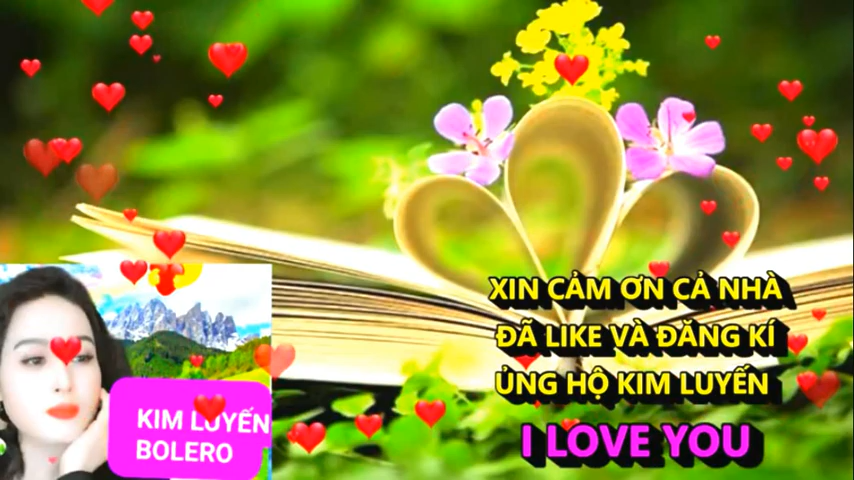 XIN CẢM ƠN CẢ NHÀ
ĐÃ LIKE VÀ ĐĂNG KÍ
ỦNG HỘ KIM LUYẾN
I LOVE YOU
KIM LUYẾN
BOLERO